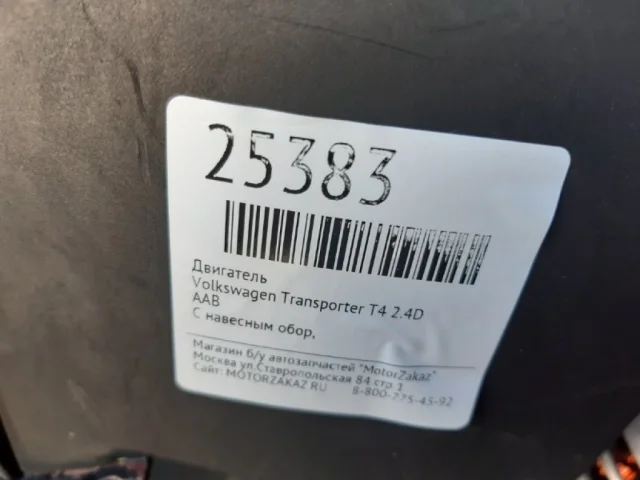 25383
Двигатель
Volkswagen Transporter T4 2.4D
AAB
С навесным обор,
Магазин б/у автозапчастей "MotorZakaz"
Москва ул.Ставропольская 84 стр 1
Сайт: MOTORZAKAZ.RU 8-800-775-45-92